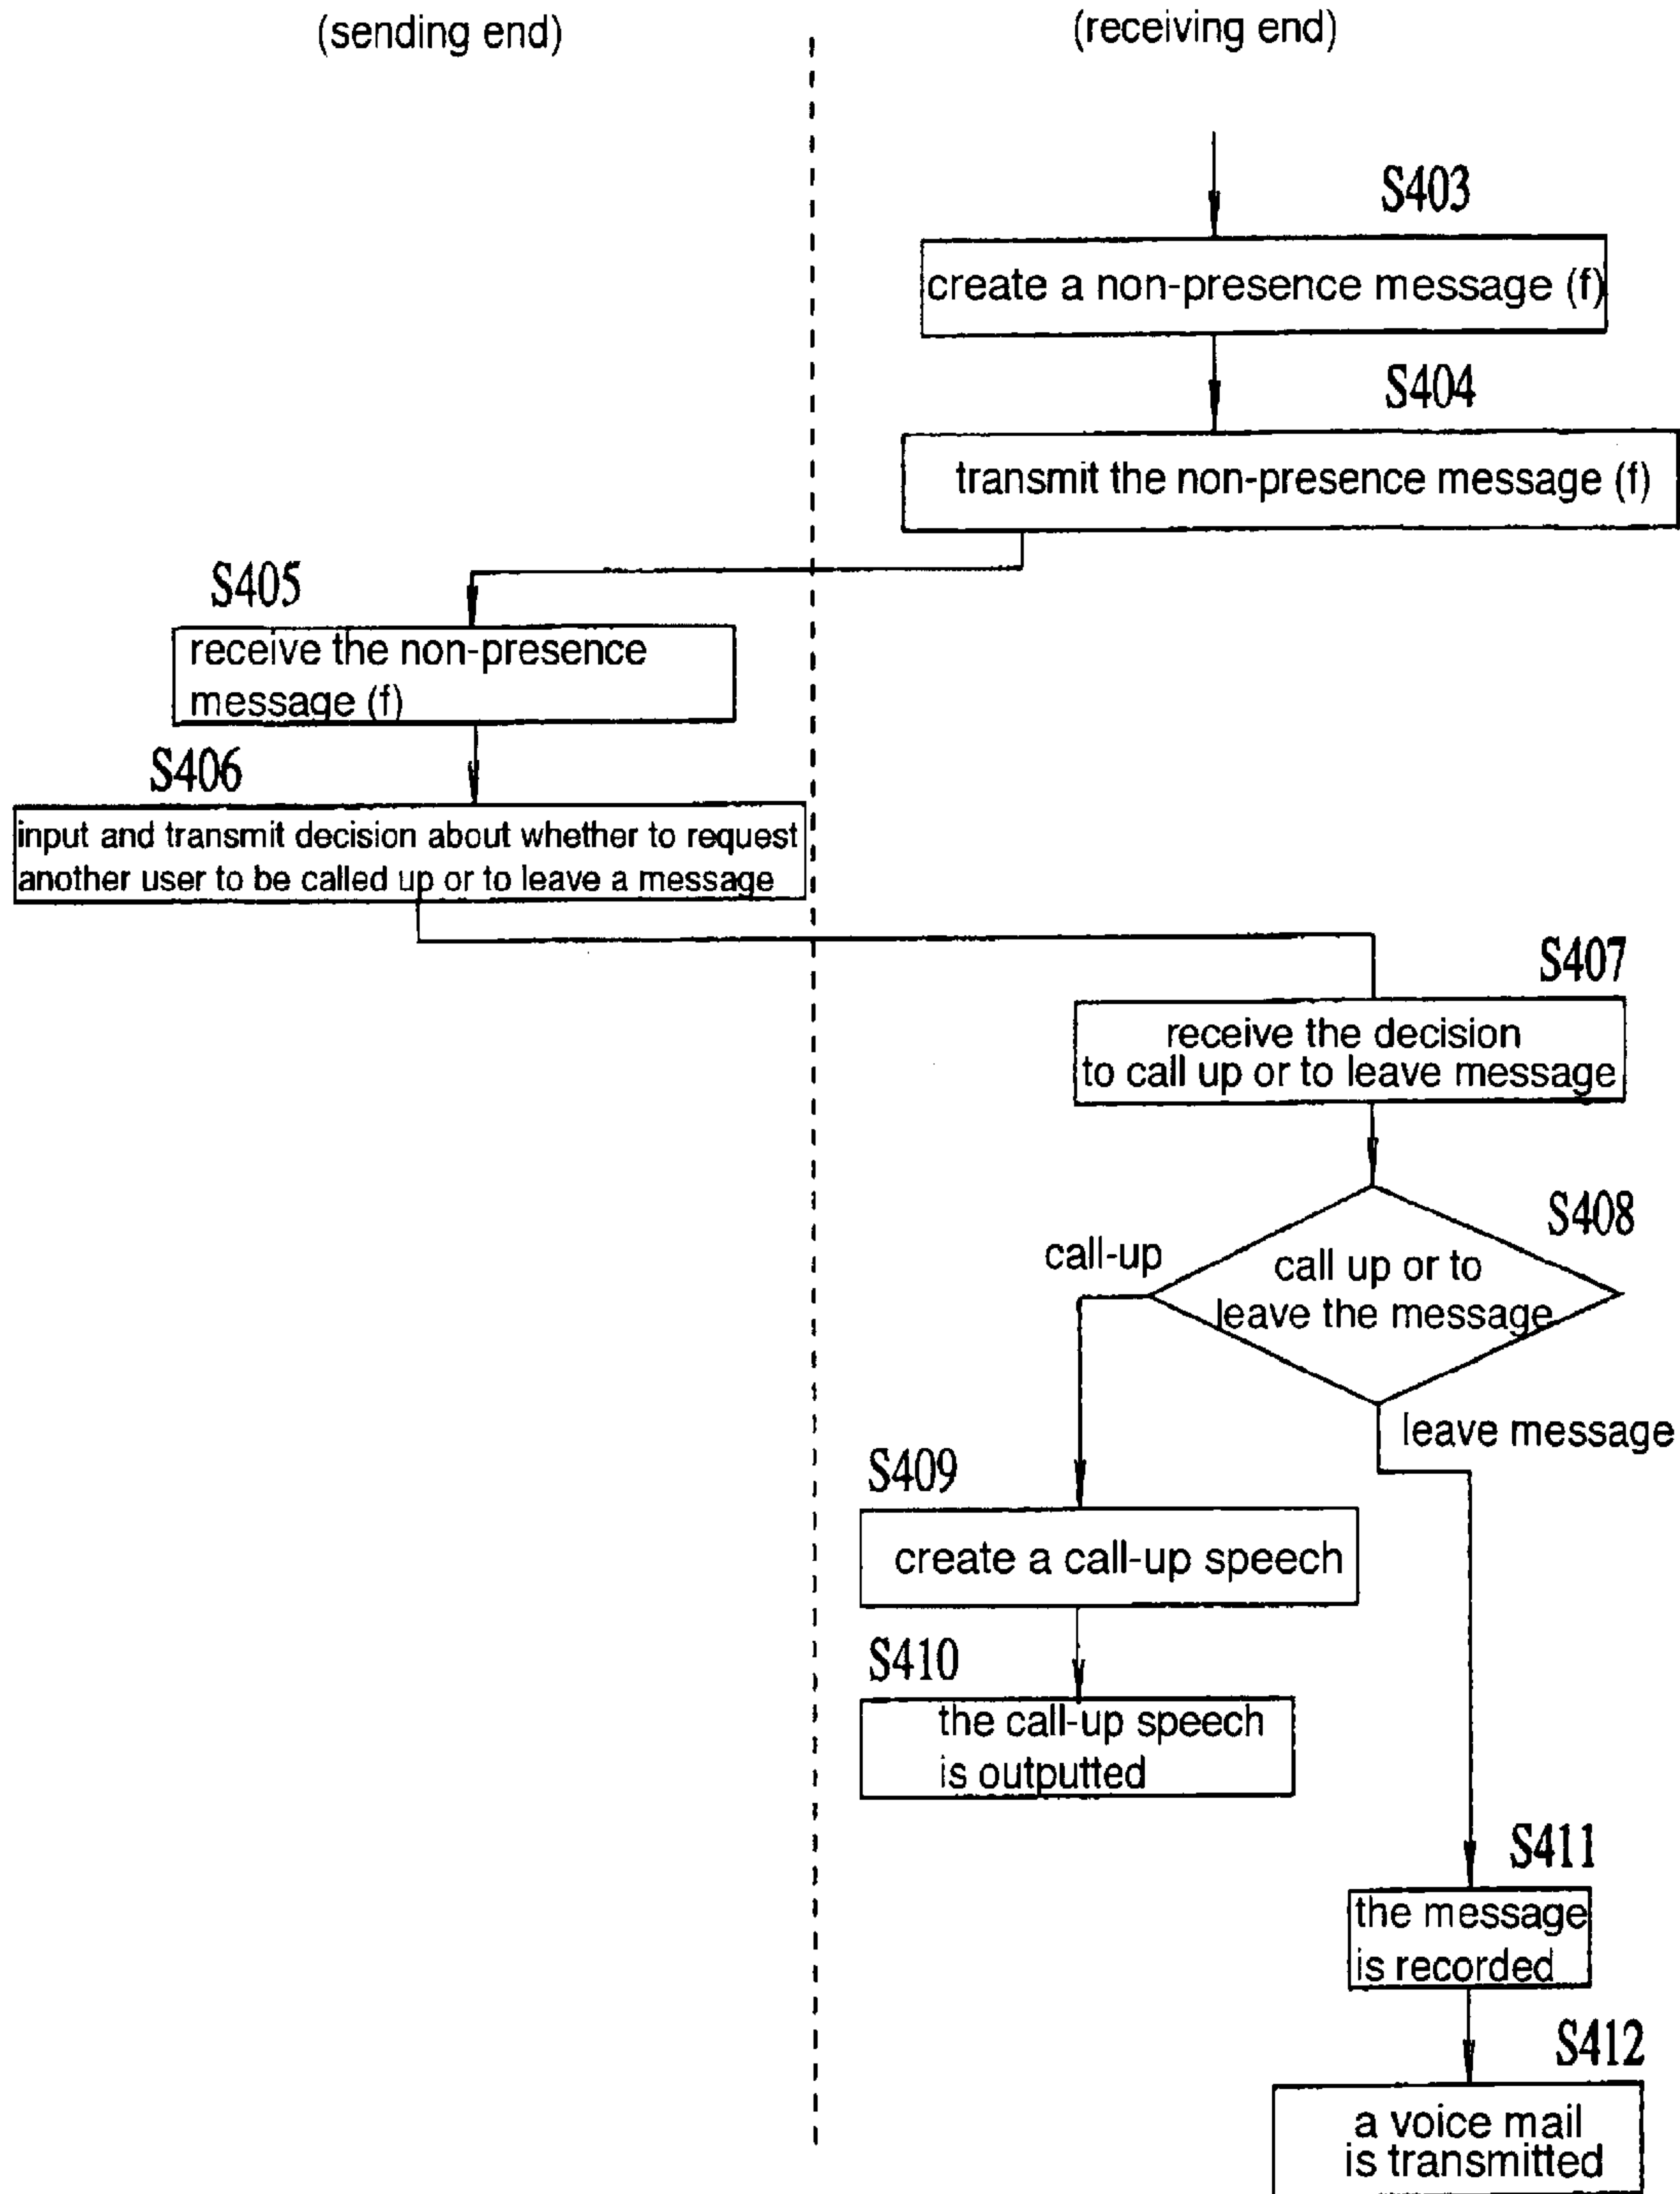 (sending end)
(receiving end)
S403
create a non-presence message (f)
S404
transmit the non-presence message (f)
S405
receive the non-presence
message (f)
S406
input and transmit decision about whether to request
another user to be called up or to leave a message
S407
receive the decision
to call up or to leave message
S408
call-up
call up or to
leave the message
leave message
S409
create a call-up speech
S410
the call-up speech
is outputted
S411
the message
is recorded
S412
a voice mail
is transmitted